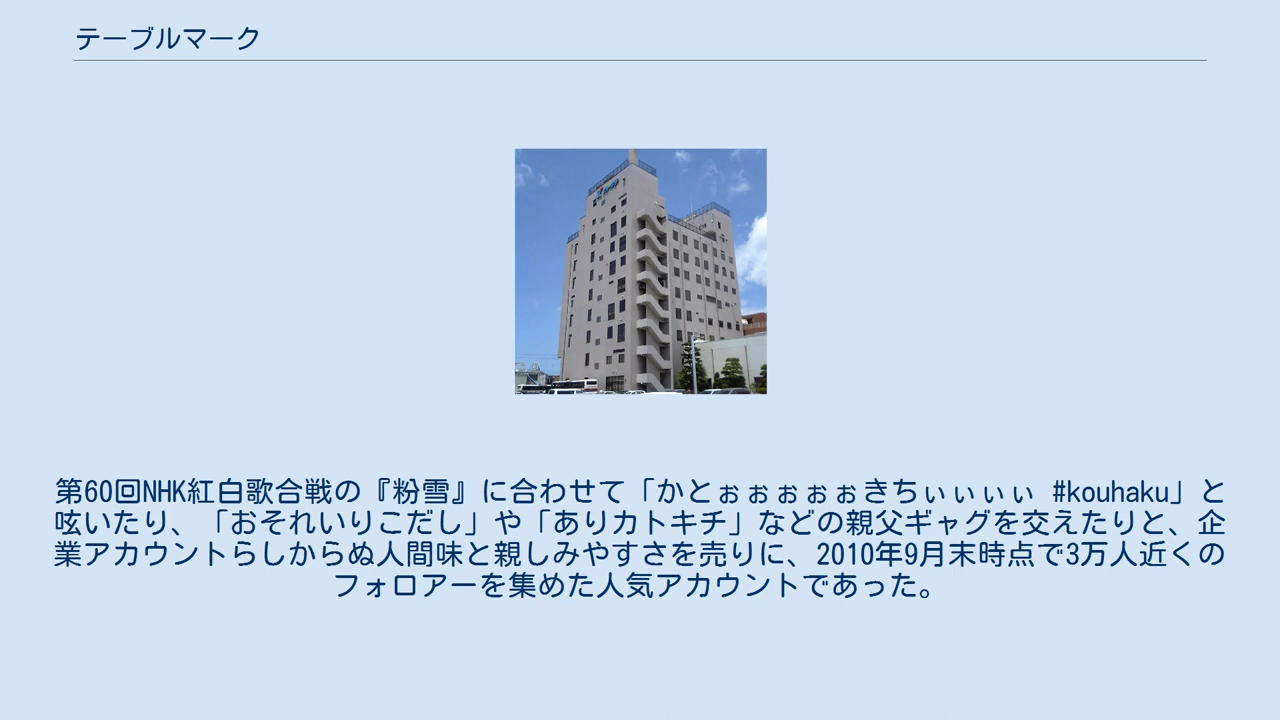 テーブルマーク
第60回NHK紅白歌合戦の『粉雪』に合わせて「かとぉぉぉぉぉきちぃぃぃぃ #kouhaku」と
呟いたり、「おそれいりこだし」や「ありカトキチ」などの親父ギャグを交えたりと、企
業アカウントらしからぬ人間味と親しみやすさを売りに、2010年9月末時点で3万人近くの
フォロアーを集めた人気アカウントであった。